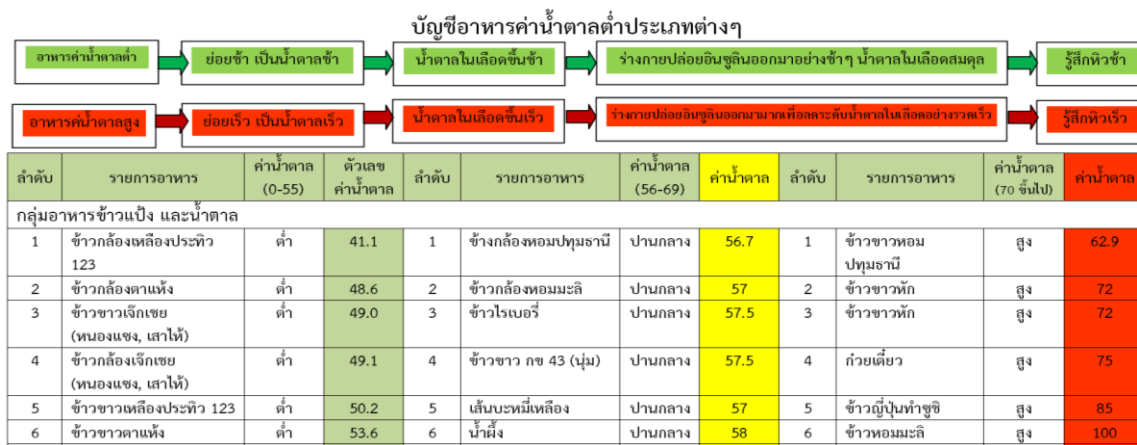 บัญชีอาหารค่าน้ำตาลต่ำประเภทต่างๆ
อาหารค่าน้ำตาลต่ำ ย่อยช้า เป็นน้ำตาลช้า น้ำตาลในเลือดขึ้นช้า ร่างกายปล่อยอินซูลินออกมาอย่างช้าๆ น้ำตาลในเลือดสมดุล รู้สึกหิวช้า
อาหารค่าน้ำตาลสูง ย่อยเร็ว เป็นน้ำตาลเร็ว น้ำตาลในเลือดขึ้นเร็ว ร่างกายปล่อยอินซูลินออกมามากเพื่อลดระดับน้ำตาลในเลือดอย่างรวดเร็ว รู้สึกหิวเร็ว
ลำดับ รายการอาหาร ค่าน้ำตาล (0-55) ตัวเลข ค่าน้ำตาล ลำดับ รายการอาหาร ค่าน้ำตาล (56-69) ค่าน้ำตาล ลำดับ รายการอาหาร ค่าน้ำตาล (70 ขึ้นไป) ค่าน้ำตาล
กลุ่มอาหารข้าวแป้ง และน้ำตาล
1 ข้าวกล้องเหลืองประทิว 123 ต่ำ 41.1 1 ข้างกล้องหอมปทุมธานี ปานกลาง 56.7 1 ข้าวขาวหอม ปทุมธานี สูง 62.9
2 ข้าวกล้องตาแห้ง ต่ำ 48.6 2 ข้าวกล้องหอมมะลิ ปานกลาง 57 2 ข้าวขาวหัก สูง 72
3 ข้าวขาวเจ๊กเชย (หนองแซง, เสาไห้) ต่ำ 49.0 3 ข้าวไรเบอรี่ ปานกลาง 57.5 3 ข้าวขาวหัก สูง 72
4 ข้าวกล้องเจ๊กเชย (หนองแซง, เสาไห้) ต่ำ 49.1 4 ข้าวขาว กข 43 (นุ่ม) ปานกลาง 57.5 4 ก๋วยเตี๋ยว สูง 75
5 ข้าวขาวเหลืองประทิว 123 ต่ำ 50.2 5 เส้นบะหมี่เหลือง ปานกลาง 57 5 ข้าวญี่ปุ่นทำซูชิ สูง 85
6 ข้าวขาวตาแห้ง ต่ำ 53.6 6 น้ำผึ้ง ปานกลาง 58 6 ข้าวหอมมะลิ สูง 100